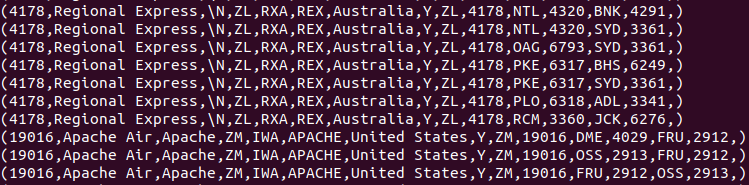 (4178,Regional Express,\N,ZL,RXA,REX,Australia,Y,ZL,4178,NTL,4320,BNK,4291,)
(4178,Regional Express,\N,ZL,RXA,REX,Australia,Y,ZL,4178,NTL,4320,SYD,3361,)
(4178,Regional Express,\N,ZL,RXA,REX,Australia,Y,ZL,4178,OAG,6793,SYD,3361,)
(4178,Regional Express,\N,ZL,RXA,REX,Australia,Y,ZL,4178,PKE,6317,BHS,6249,)
(4178,Regional Express,\N,ZL,RXA,REX,Australia,Y,ZL,4178,PKE,6317,SYD,3361,)
(4178,Regional Express,\N,ZL,RXA,REX,Australia,Y,ZL,4178,PLO,6318,ADL,3341,)
(4178,Regional Express,\N,ZL,RXA,REX,Australia,Y,ZL,4178,RCM,3360,JCK,6276,)
(19016,Apache Air,Apache,ZM,IWA,APACHE,United States,Y,ZM,19016,DME,4029,FRU,2912,)
(19016,Apache Air,Apache,ZM,IWA,APACHE,United States,Y,ZM,19016,OSS,2913,FRU,2912,)
(19016,Apache Air,Apache,ZM,IWA,APACHE,United States,Y,ZM,19016,FRU,2912,OSS,2913,)